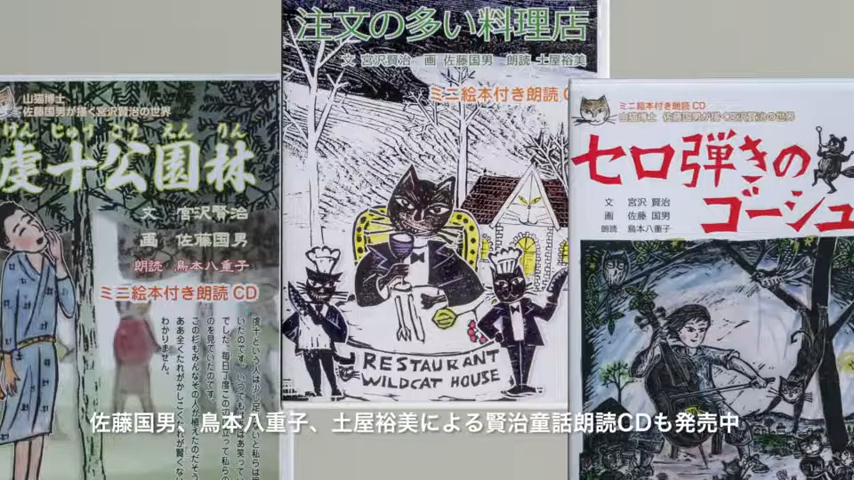 山猫博士
佐藤国男が描く宮沢賢治の世界
けん じゅう こう えん りん
虔十公園林
文 宮沢賢治
画 佐藤国男
朗読 鳥本八重子
ミニ絵本付き朗読CD
わかりません。
注文の多い料理店
文 宮沢賢治 画 佐藤国男 朗読 土屋裕美
ミニ絵本付き朗読
RESTAURANT
WILDCAT HOUSE
ミニ絵本付き朗読CD
山猫博士 佐藤国男が描く宮沢賢治の世界
セロ弾きの
ゴーシュ
文 宮沢 賢治
画 佐藤 国男
朗読 鳥本八重子
佐藤国男、鳥本八重子、土屋裕美による賢治童話朗読CDも発売中